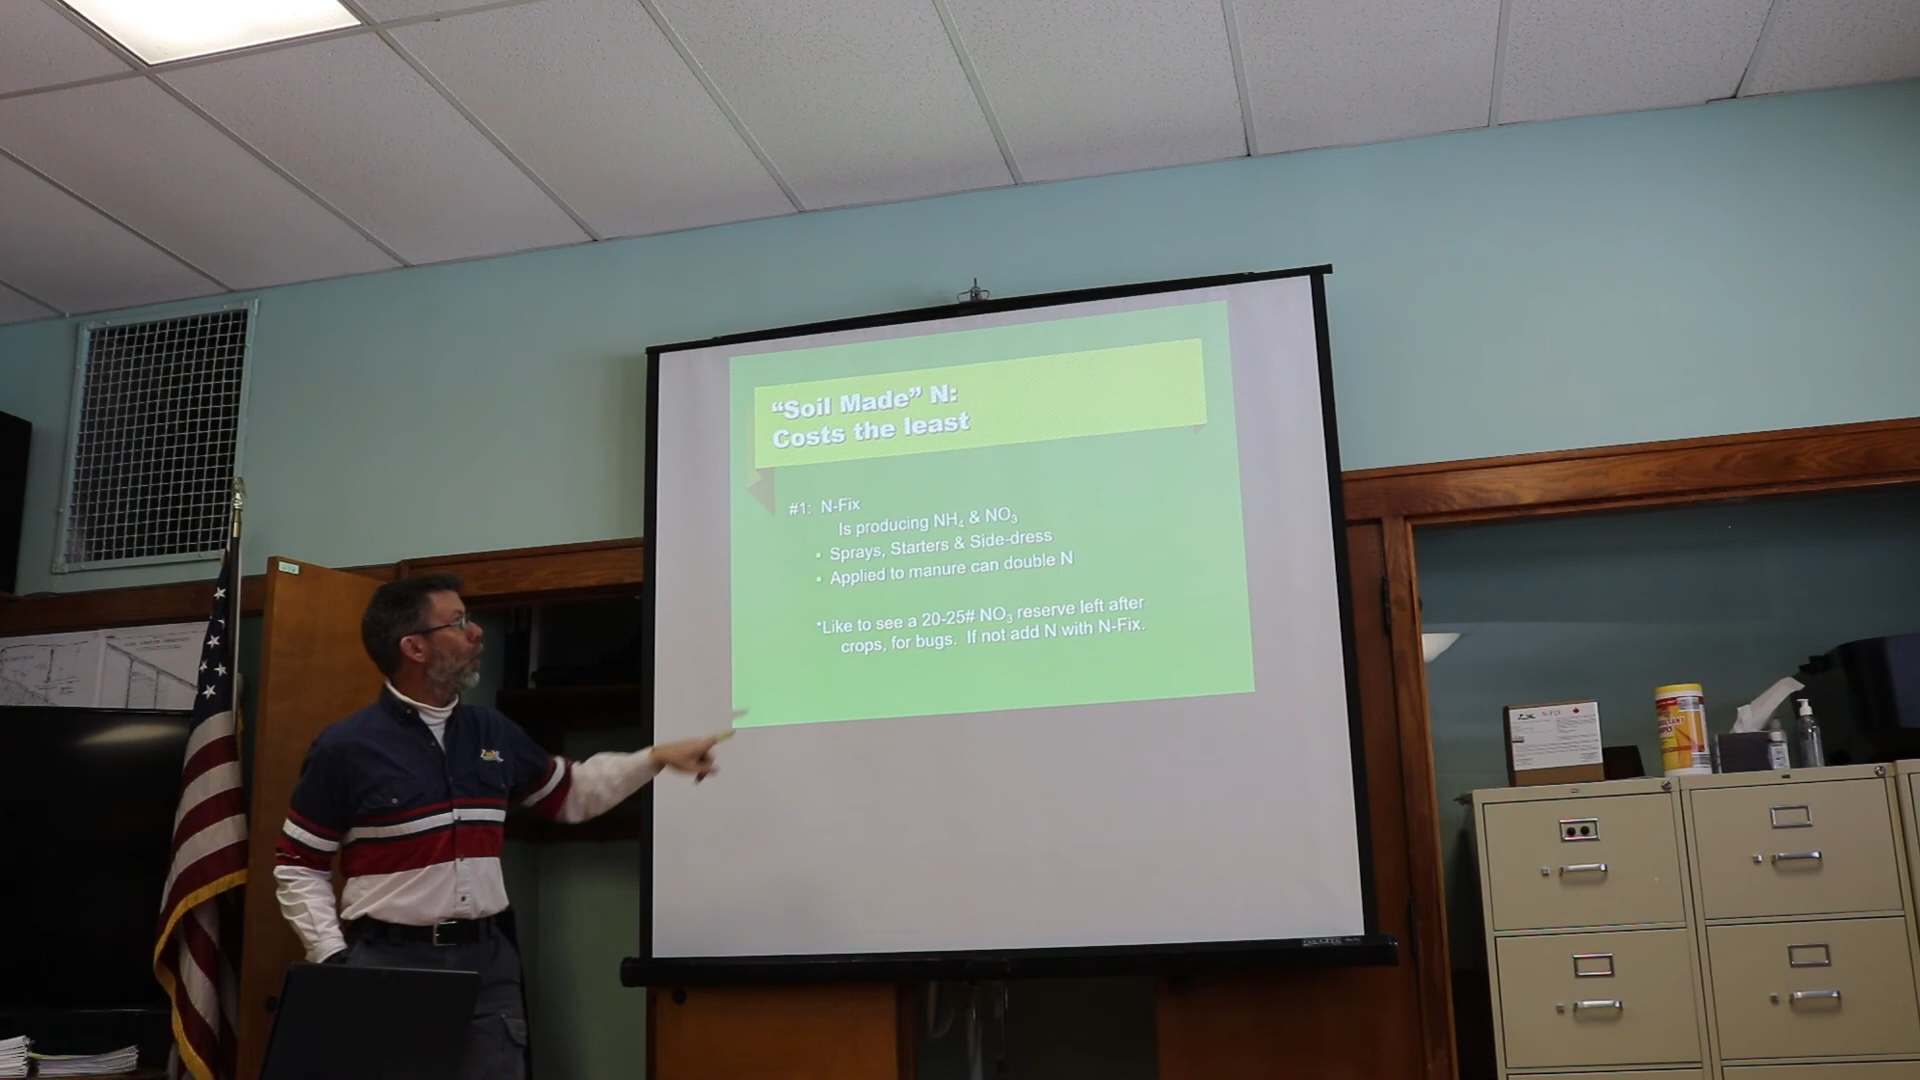 “Soil Made” N:
Costs the least
#1: N-Fix
Is producing NH₄ & NO₃
• Sprays, Starters & Side-dress
• Applied to manure can double N
*Like to see a 20-25# NO₃ reserve left after
crops, for bugs. If not add N with N-Fix.
N-FIX